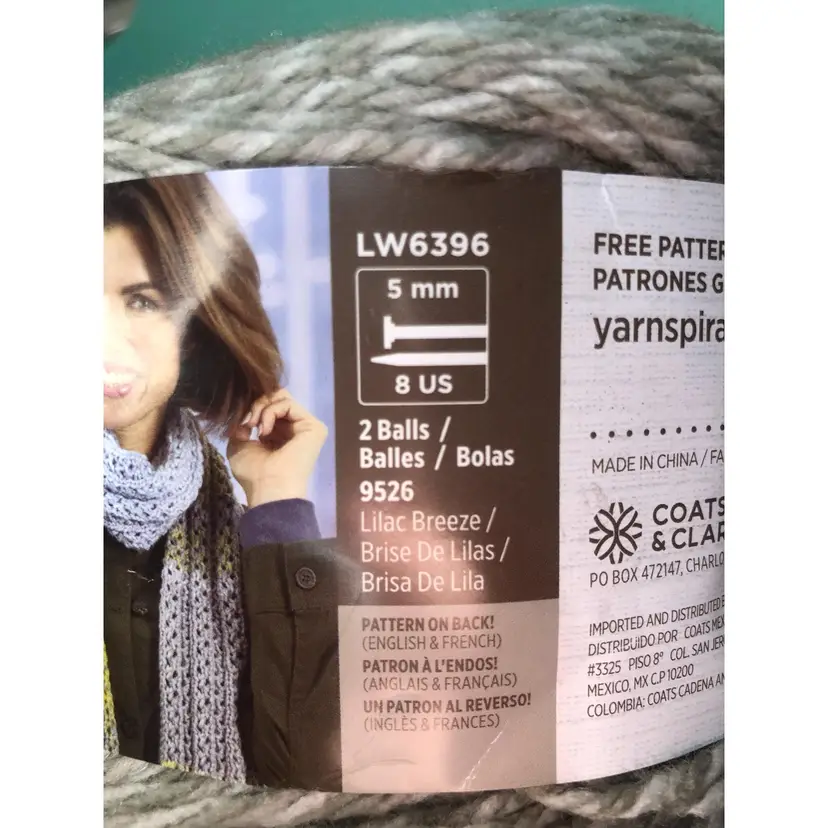 LW6396
5 mm
8 US
2 Balls /
Balles / Bolas
9526
Lilac Breeze /
Brise De Lilas /
Brisa De Lila
PATTERN ON BACK!
(ENGLISH & FRENCH)
PATRON À L'ENDOS!
(ANGLAIS & FRANÇAIS)
UN PATRON AL REVERSO!
(INGLÈS & FRANCES)
FREE PATTER
PATRONES G
yarnspira
MADE IN CHINA / FA
COATS
& CLAR
PO BOX 472147, CHARLO
IMPORTED AND DISTRIBUTED B
DISTRIBUIDO POR COATS MEX
#3325 PISO 8º COL. SAN JER
MEXICO, MX C.P 10200
COLOMBIA: COATS CADENA AN